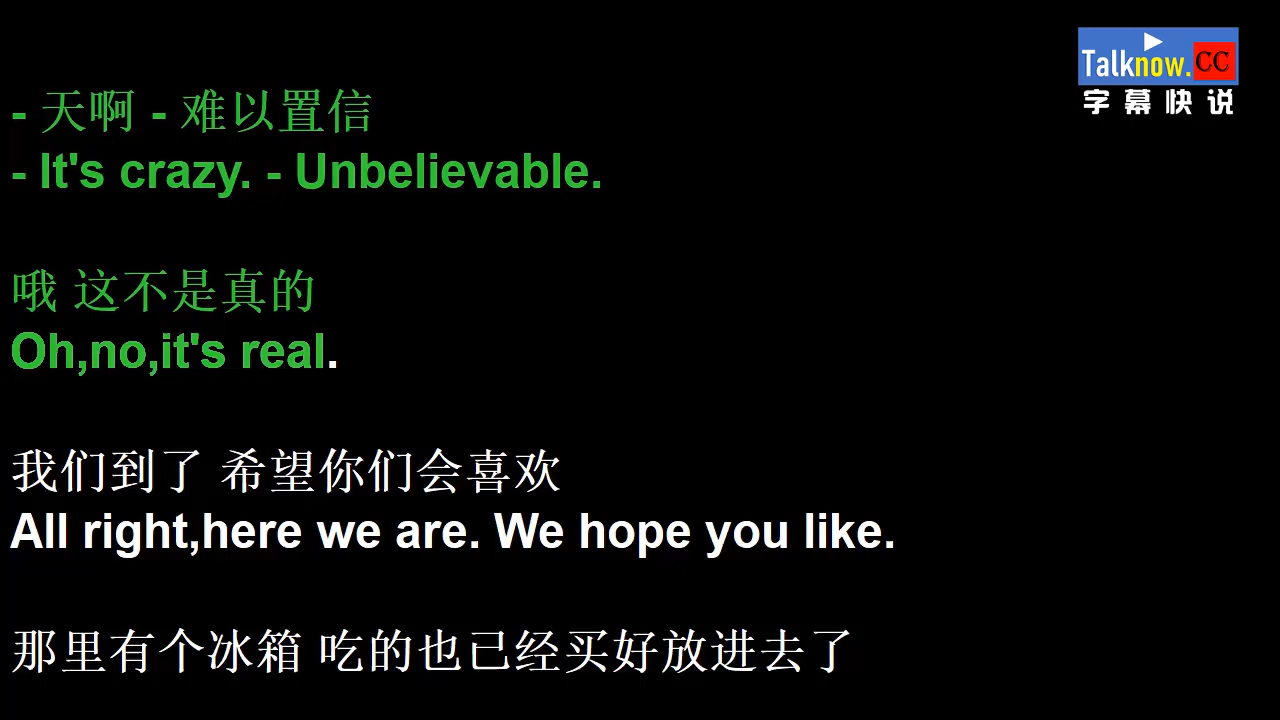 Talknow.CC
字幕快说
- 天啊 - 难以置信
- It's crazy. - Unbelievable.
哦 这不是真的
Oh,no,it's real.
我们到了 希望你们会喜欢
All right,here we are. We hope you like.
那里有个冰箱 吃的也已经买好放进去了